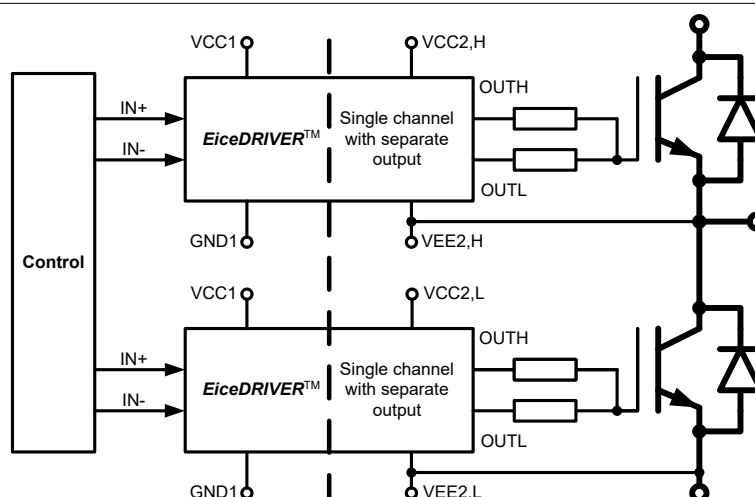 VCC1
VCC2,H
OUTH
IN+
EiceDRIVER™
Single channel
with separate
output
IN-
OUTL
GND1
VEE2,H
Control
VCC1
VCC2,L
OUTH
IN+
EiceDRIVER™
Single channel
with separate
output
IN-
OUTL
GND1
VEE2,L